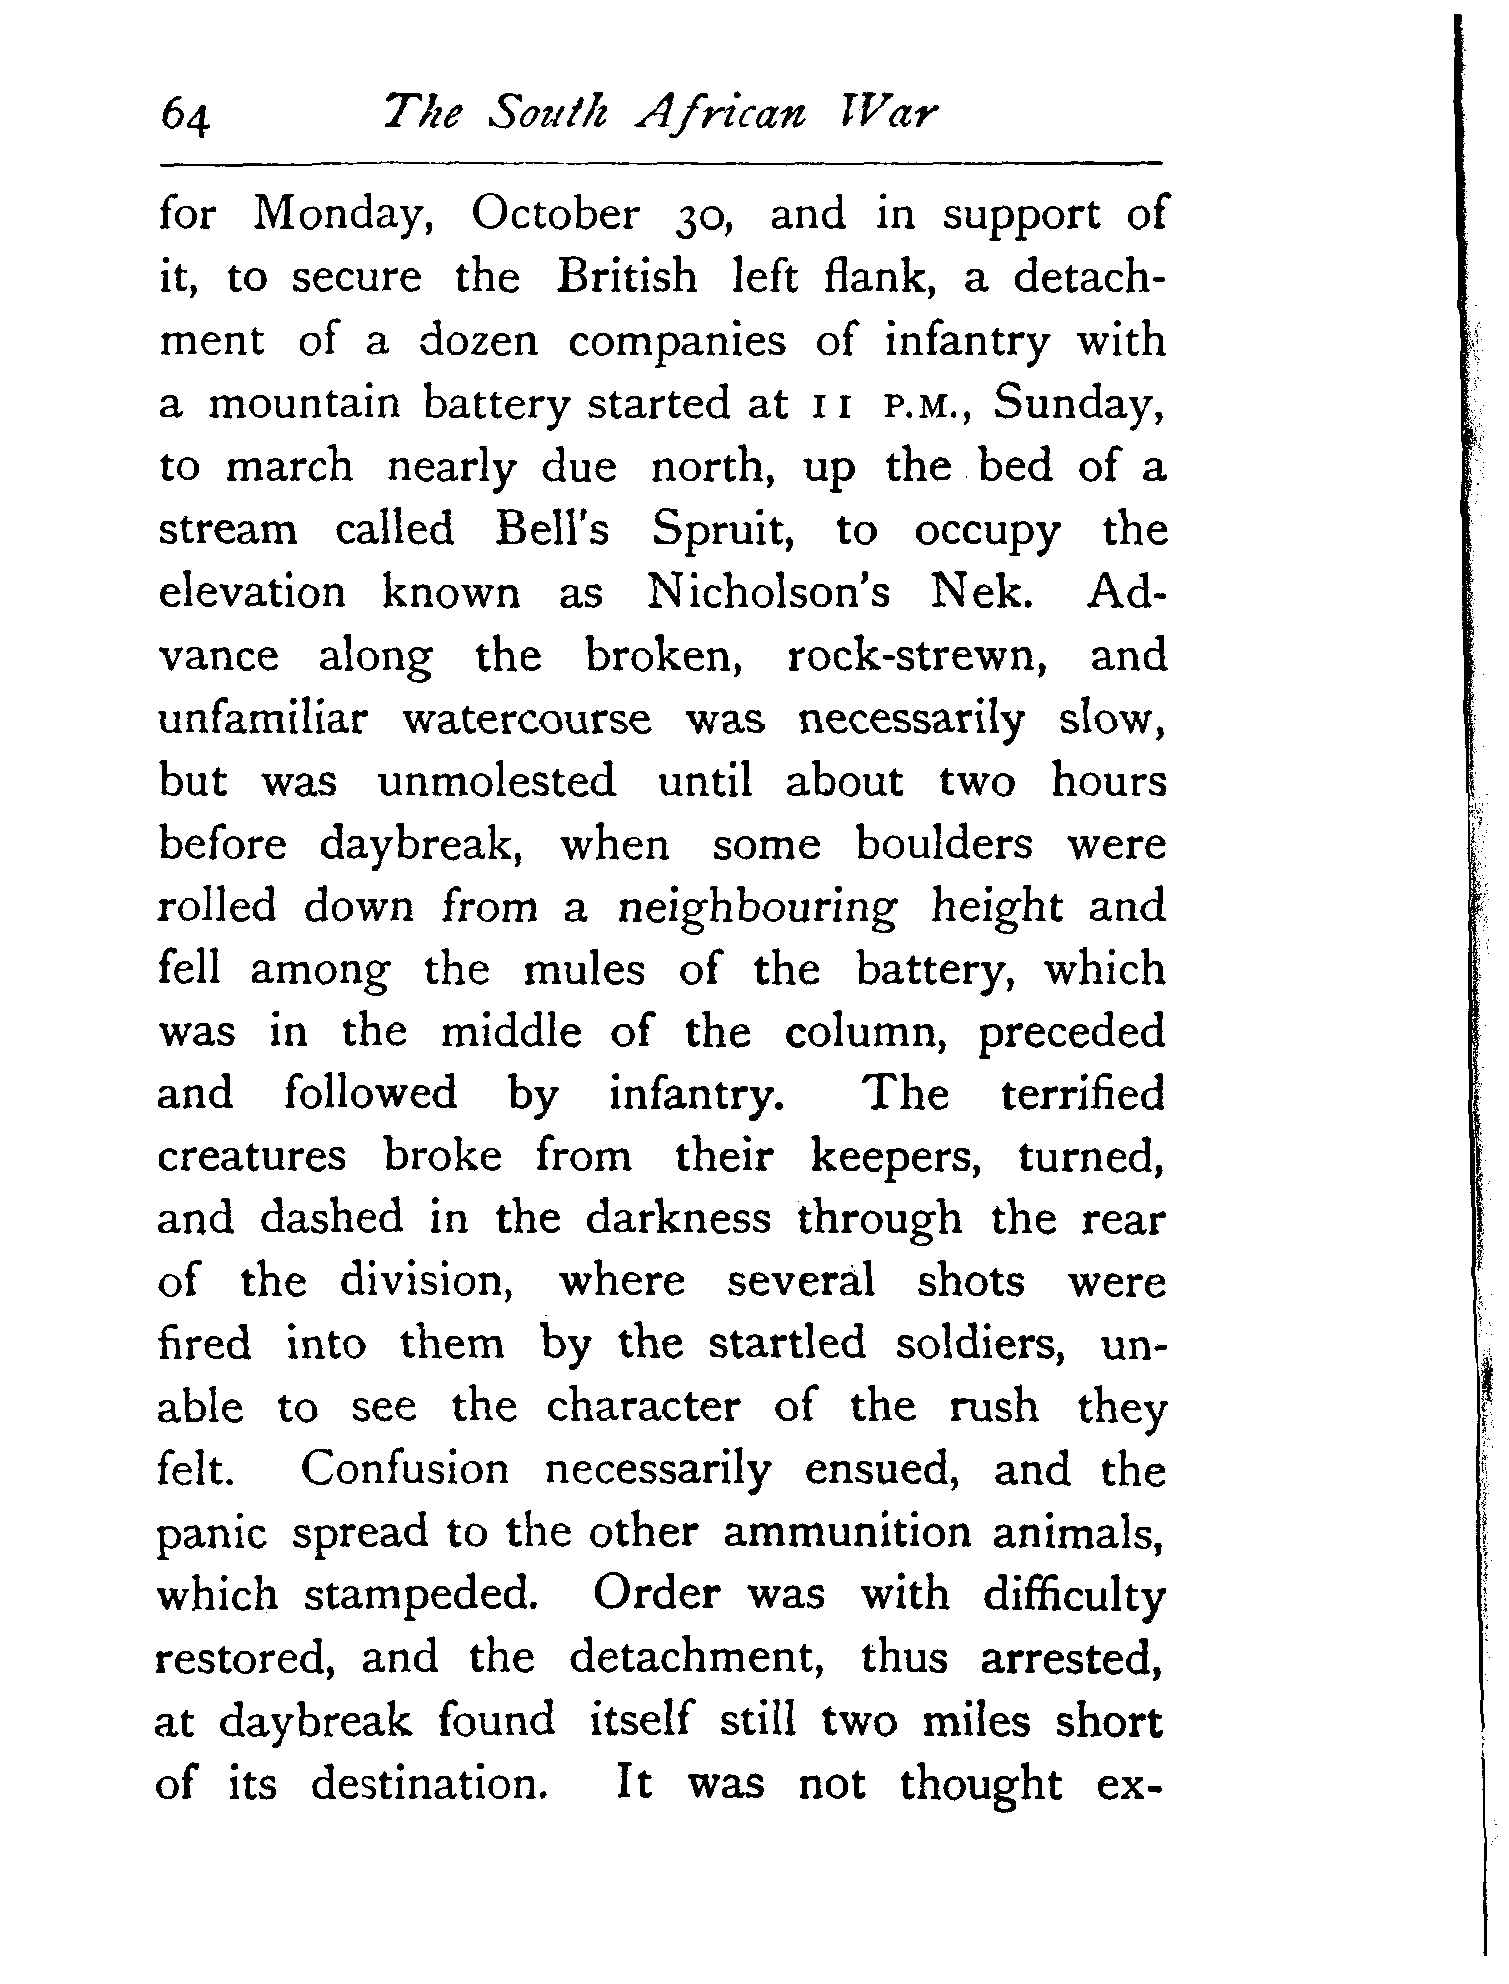 64 The South African War
for Monday, October 30, and in support of
it, to secure the British left flank, a detach-
ment of a dozen companies of infantry with
a mountain battery started at 11 P.M., Sunday,
to march nearly due north, up the bed of a
stream called Bell's Spruit, to occupy the
elevation known as Nicholson's Nek. Ad-
vance along the broken, rock-strewn, and
unfamiliar watercourse was necessarily slow,
but was unmolested until about two hours
before daybreak, when some boulders were
rolled down from a neighbouring height and
fell among the mules of the battery, which
was in the middle of the column, preceded
and followed by infantry. The terrified
creatures broke from their keepers, turned,
and dashed in the darkness through the rear
of the division, where several shots were
fired into them by the startled soldiers, un-
able to see the character of the rush they
felt. Confusion necessarily ensued, and the
panic spread to the other ammunition animals,
which stampeded. Order was with difficulty
restored, and the detachment, thus arrested,
at daybreak found itself still two miles short
of its destination. It was not thought ex-